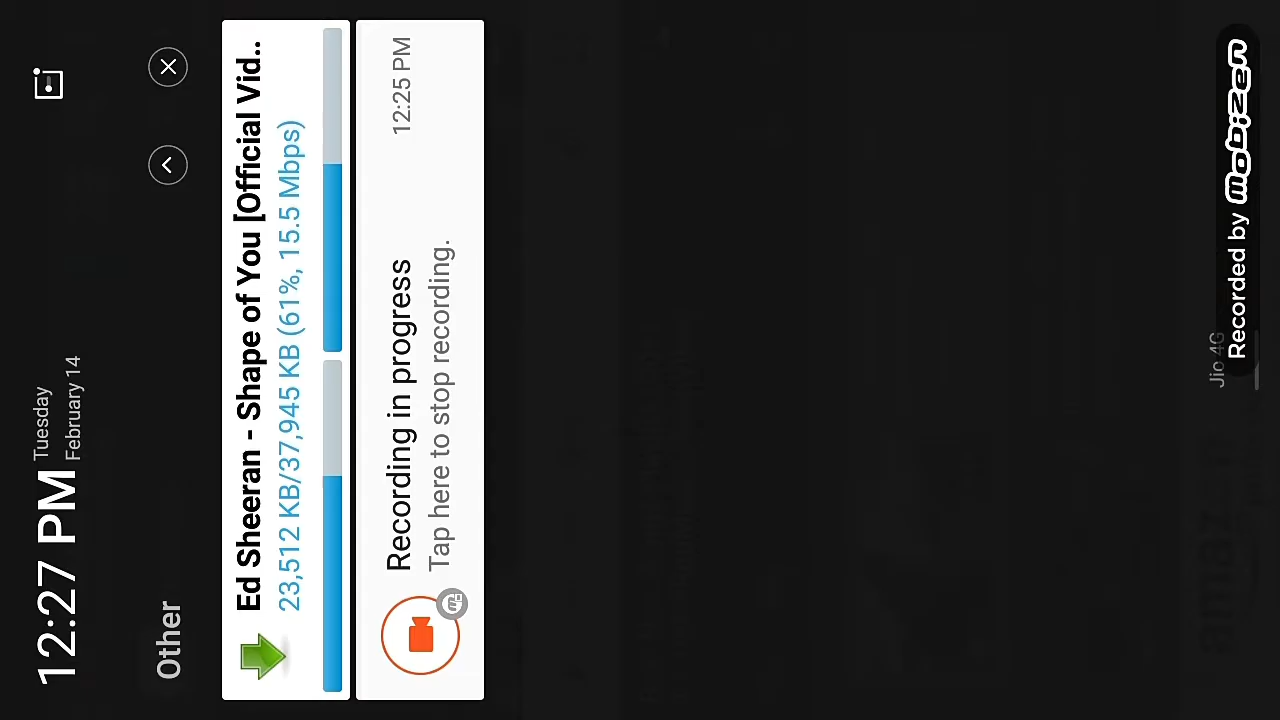 12:27 PM
Tuesday
February 14
Other
Ed Sheeran - Shape of You [Official Vid..
23,512 KB/37,945 KB (61%, 15.5 Mbps)
Recording in progress
12:25 PM
Tap here to stop recording.
Jio 4G
Recorded by mobizen